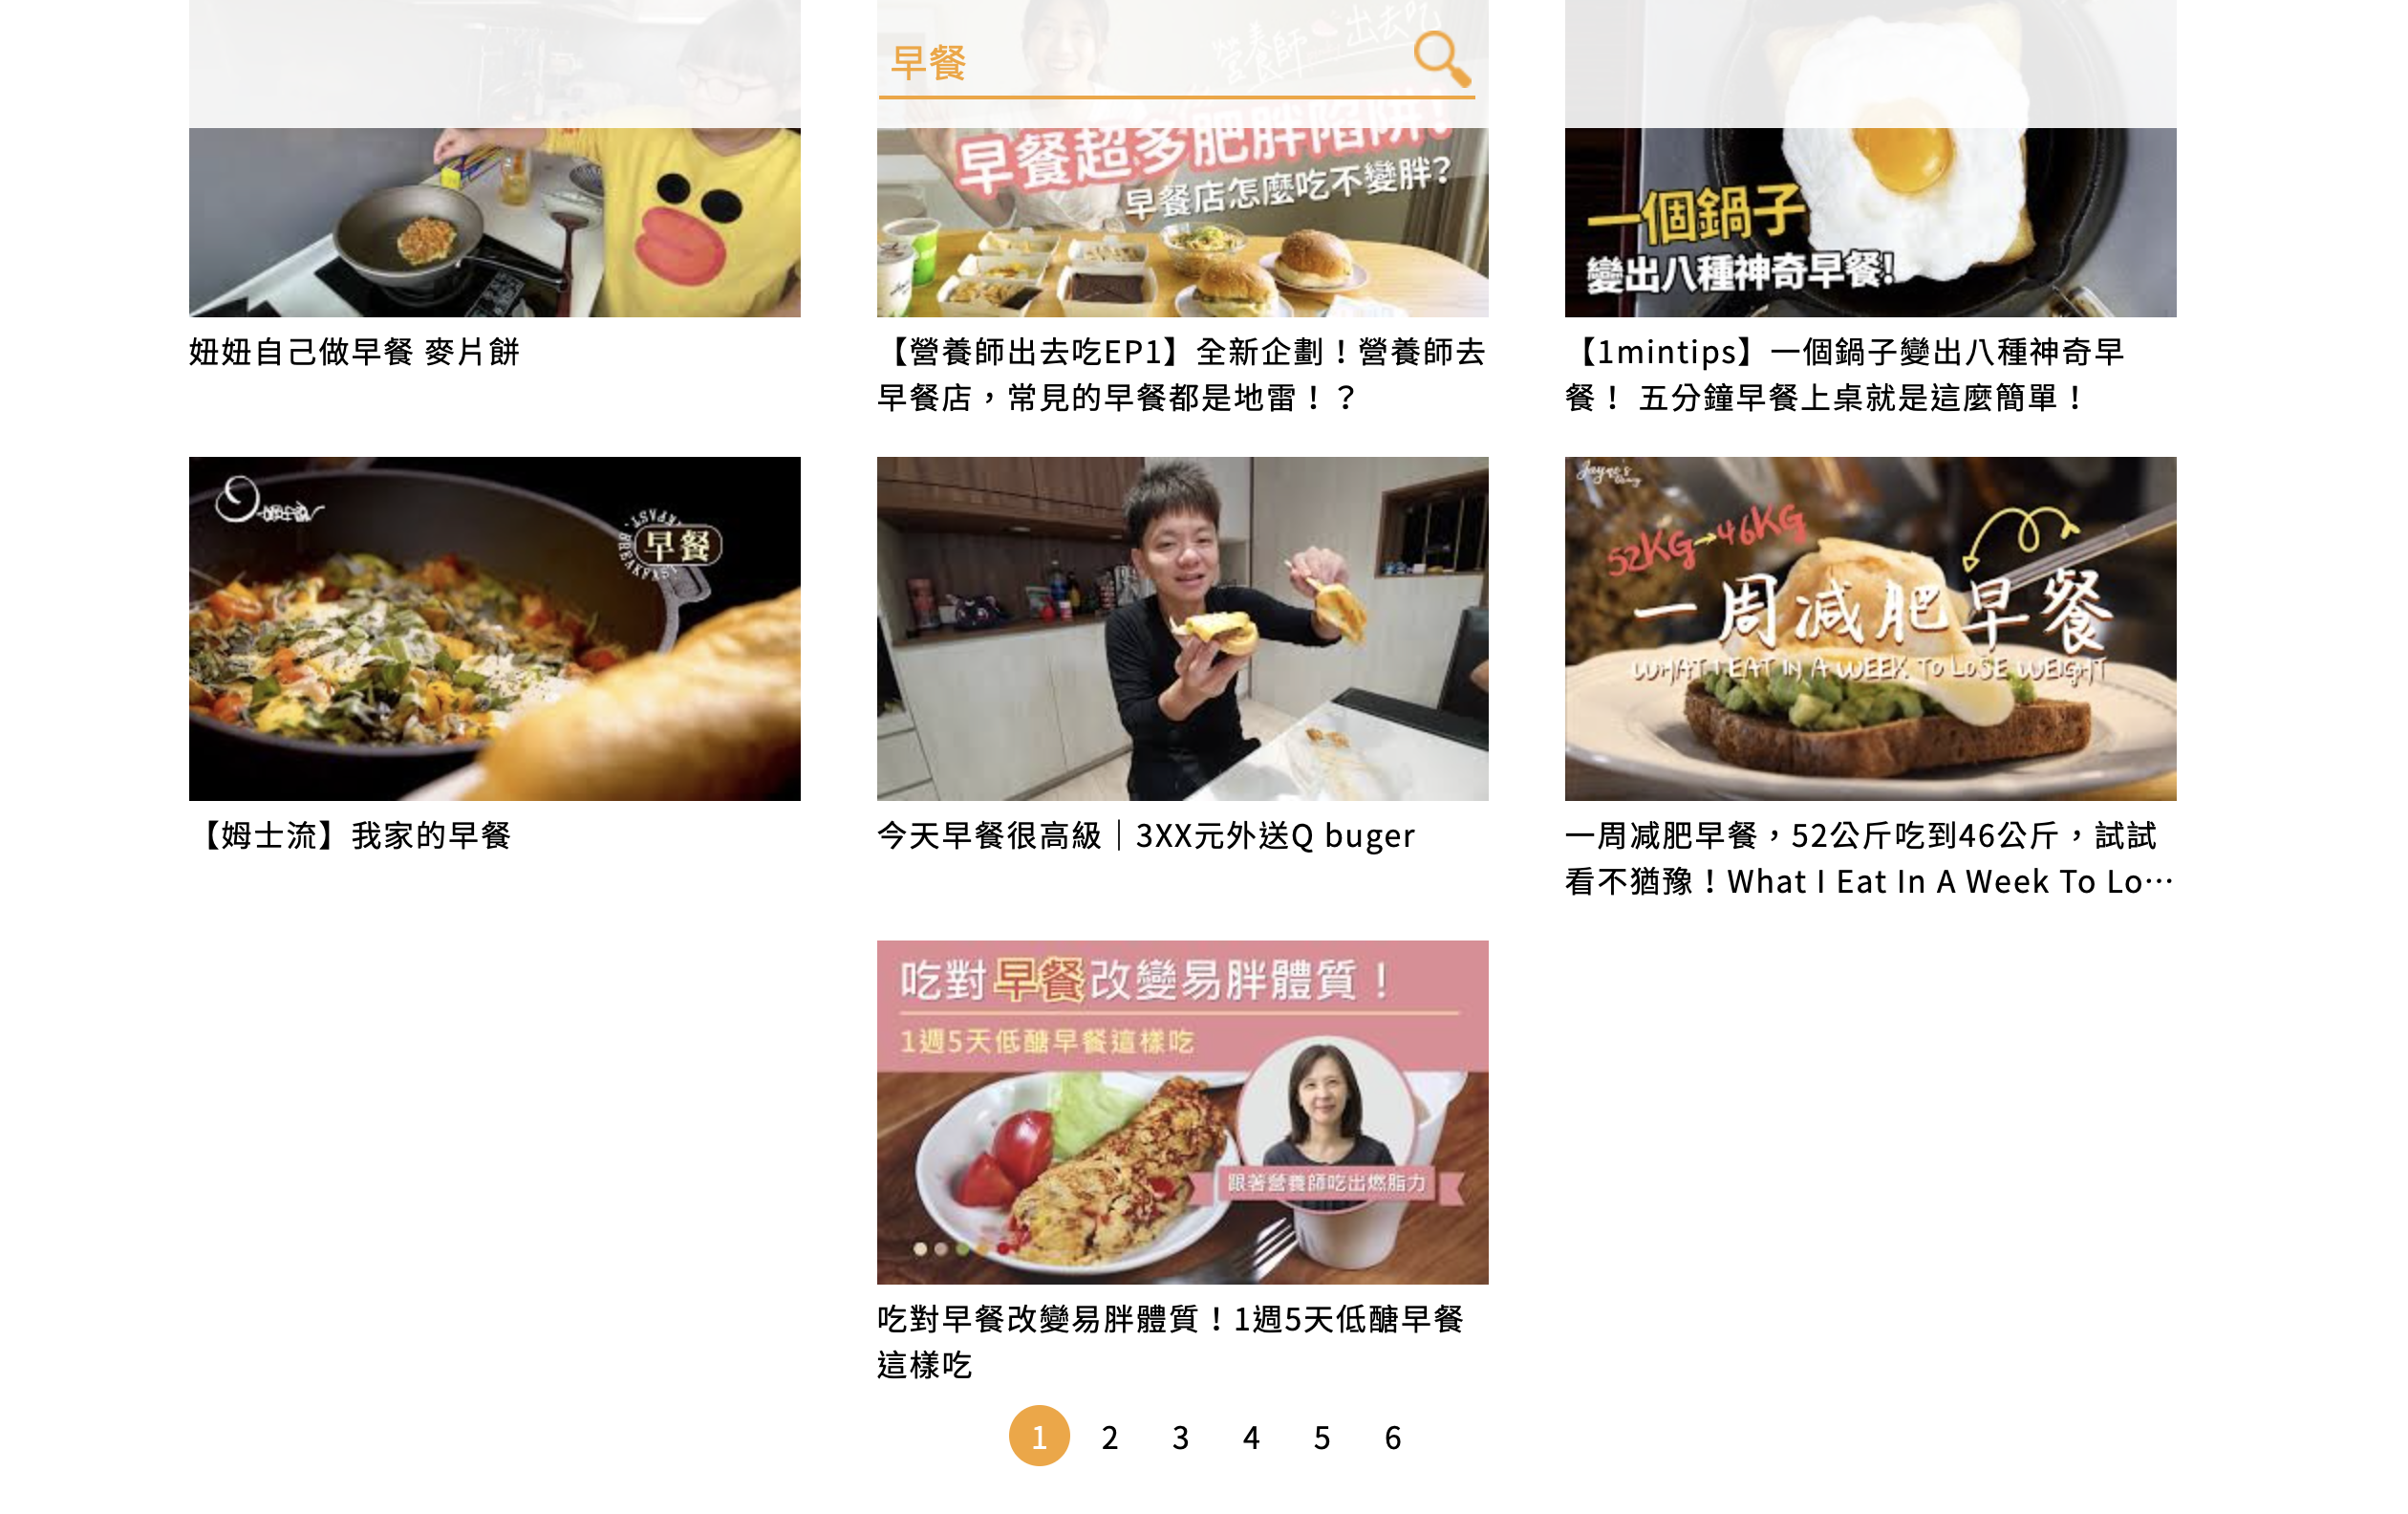 早餐
營養師出去吃
早餐超多肥胖陷阱！
早餐店怎麼吃不變胖？
一個鍋子
變出八種神奇早餐！
妞妞自己做早餐 麥片餅
【營養師出去吃EP1】全新企劃！營養師去
早餐店，常見的早餐都是地雷！？
【1mintips】一個鍋子變出八種神奇早
餐！ 五分鐘早餐上桌就是這麼簡單！
早餐
BREAKFAST
52KG→46KG
一周减肥早餐
WHAT I EAT IN A WEEK TO LOSE WEIGHT
【姆士流】我家的早餐
今天早餐很高級｜3XX元外送Q buger
一周减肥早餐，52公斤吃到46公斤，試試
看不猶豫！What I Eat In A Week To Lo…
吃對早餐改變易胖體質！
1週5天低醣早餐這樣吃
跟著營養師吃出燃脂力
吃對早餐改變易胖體質！1週5天低醣早餐
這樣吃
1 2 3 4 5 6